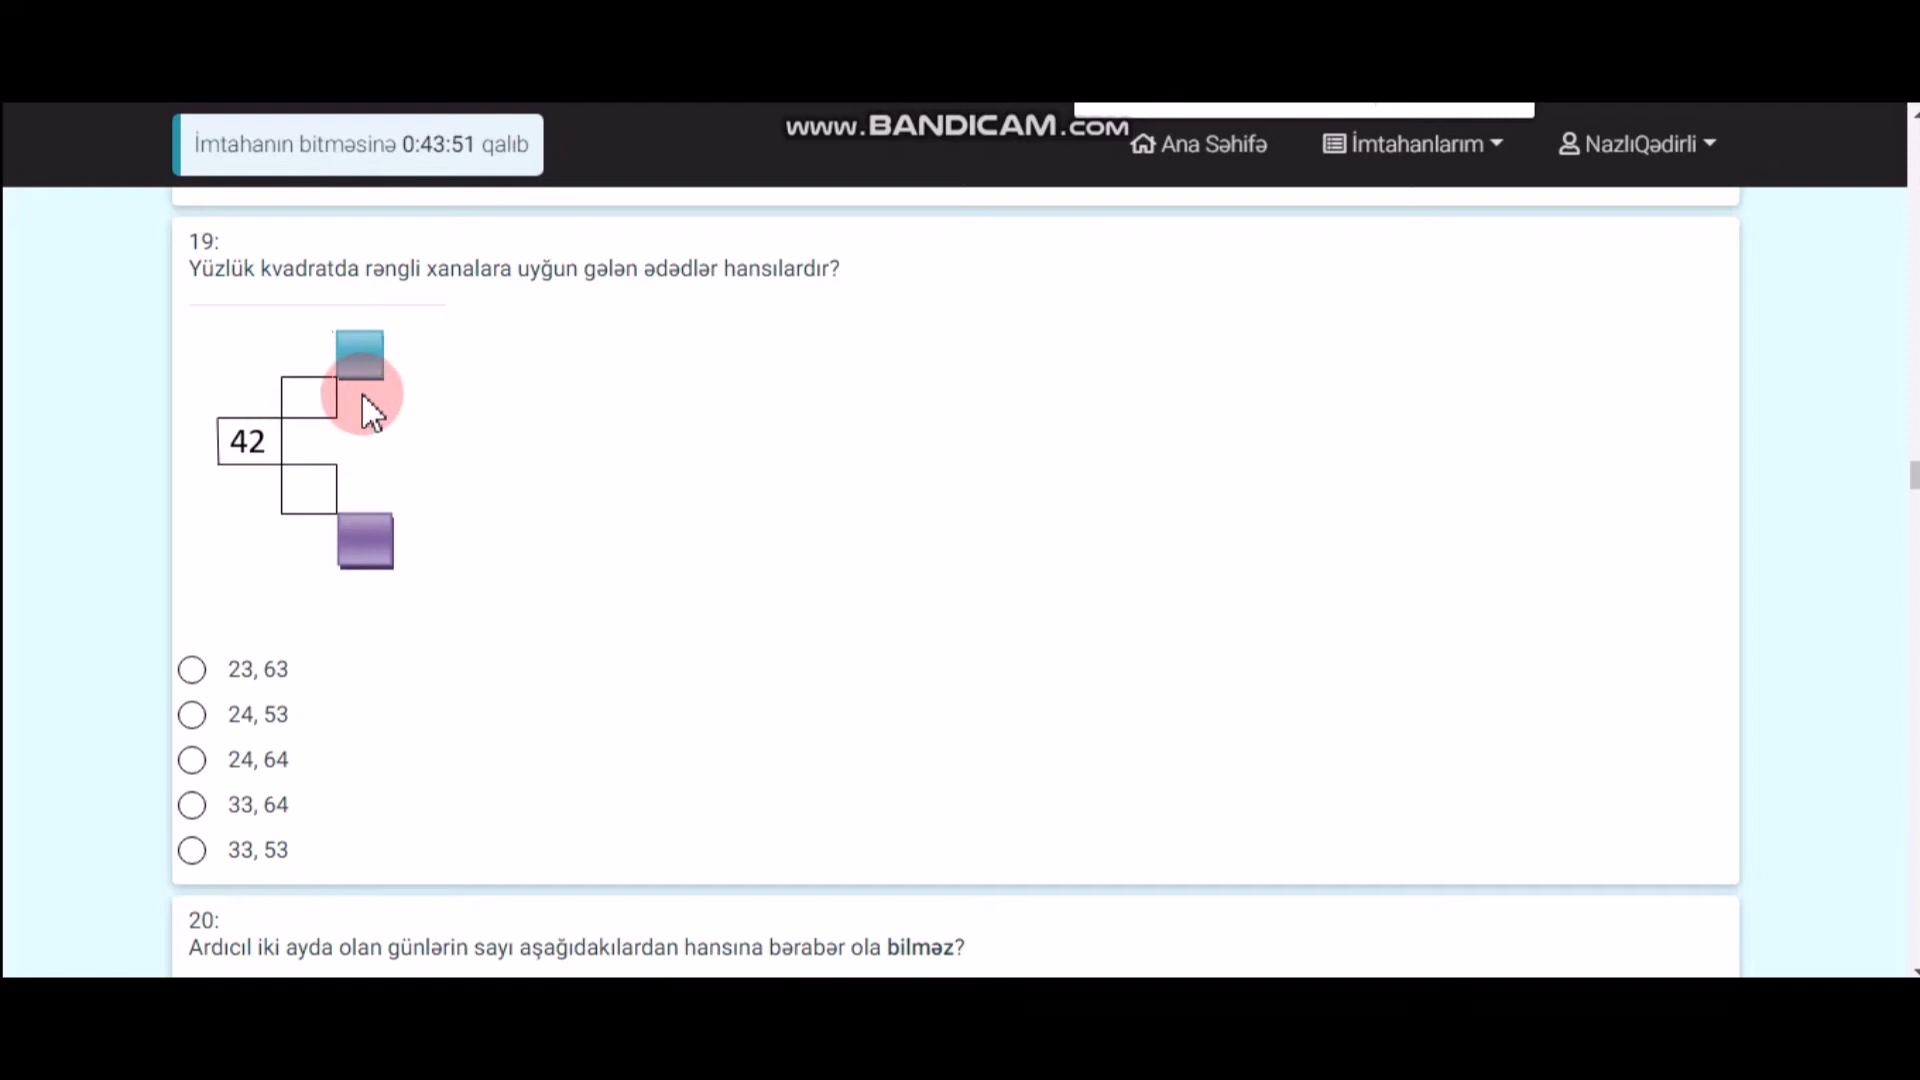 www.BANDICAM.COM
İmtahanın bitməsinə 0:43:51 qalıb
Ana Səhifə
İmtahanlarım
NazlıQədirli
19:
Yüzlük kvadratda rəngli xanalara uyğun gələn ədədlər hansılardır?
42
23, 63
24, 53
24, 64
33, 64
33, 53
20:
Ardıcıl iki ayda olan günlərin sayı aşağıdakılardan hansına bərabər ola bilməz?